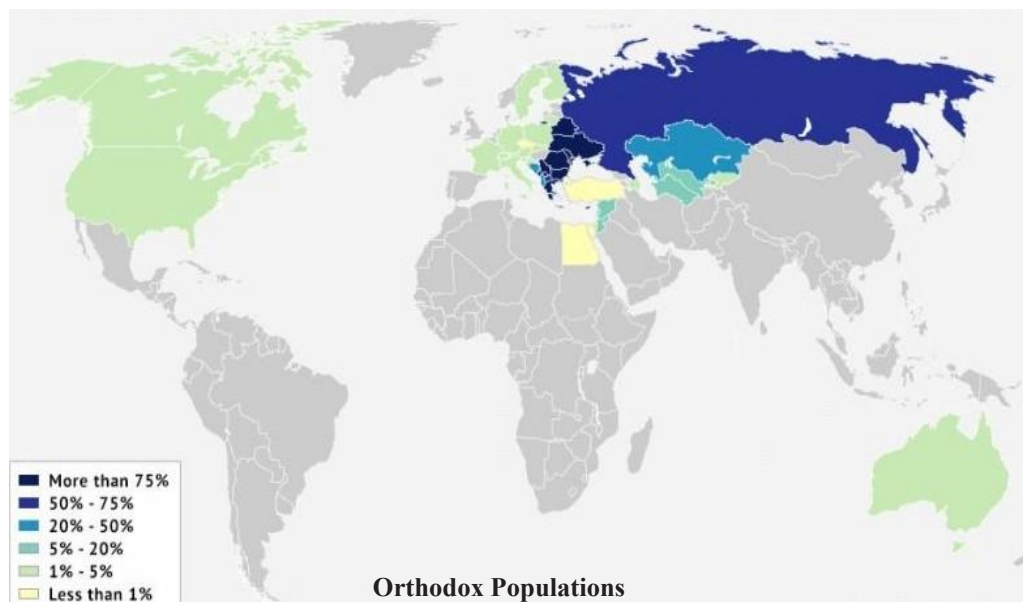 More than 75%
50% - 75%
20% - 50%
5% - 20%
1% - 5%
Less than 1%
Orthodox Populations